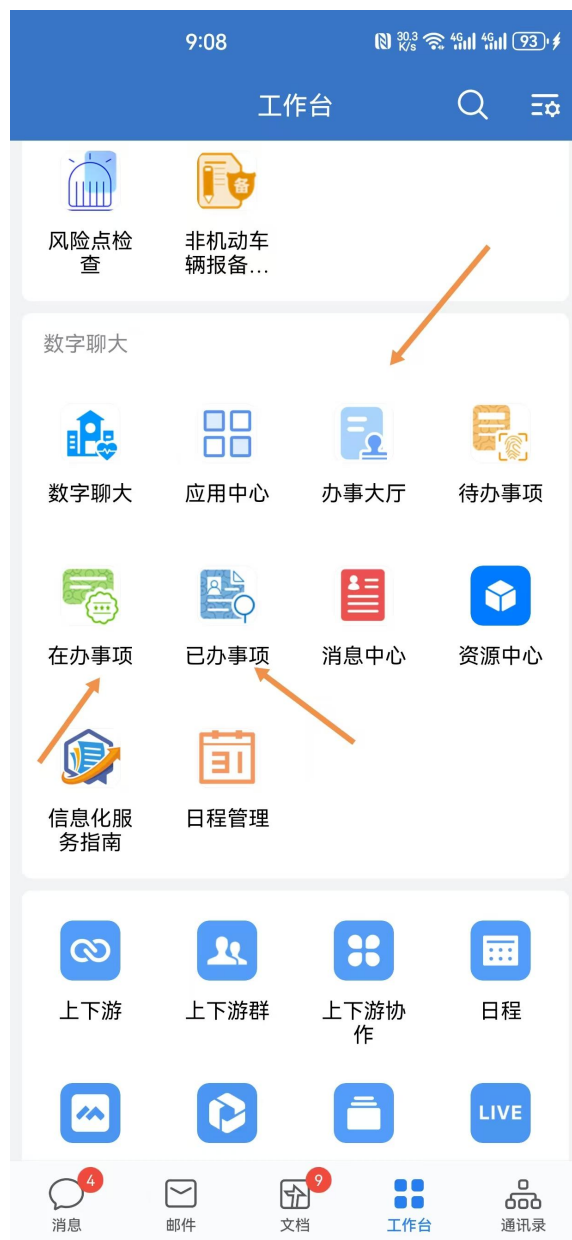 9:08
30.3
K/s
4G
4G
93
工作台
风险点检
查
备
非机动车
辆报备...
数字聊大
数字聊大
应用中心
办事大厅
待办事项
在办事项
已办事项
消息中心
资源中心
31
信息化服
务指南
日程管理
上下游
上下游群
上下游协
作
日程
LIVE
4
9
消息
邮件
文档
工作台
通讯录